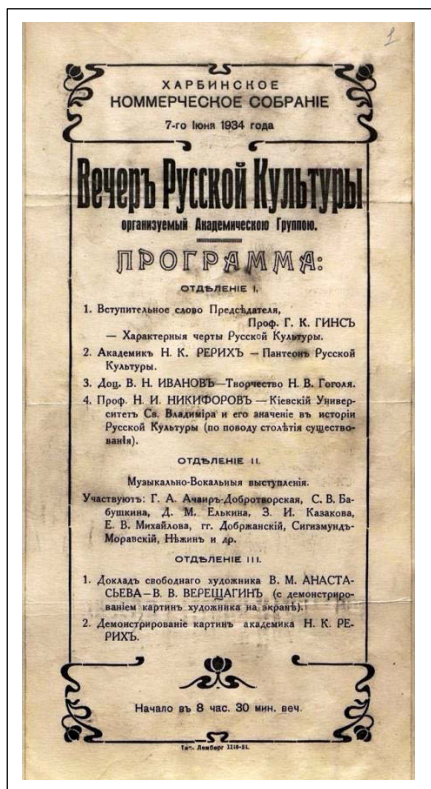 1
ХАРБИНСКОЕ
КОММЕРЧЕСКОЕ СОБРАНІЕ
7-го Іюня 1934 года
Вечеръ Русской Культуры
организуемый Академическою Группою.
ПРОГРАММА:
ОТДѢЛЕНІЕ I.
1. Вступительное слово Предсѣдателя,
Проф. Г. К. ГИНСЪ
— Характерныя черты Русской Культуры.
2. Академикъ Н. К. РЕРИХЪ — Пантеонъ Русской
Культуры.
3. Доц. В. Н. ИВАНОВЪ—Творчество Н. В. Гоголя.
4. Проф. Н. И. НИКИФОРОВЪ — Кіевскій Универ-
ситетъ Св. Владиміра и его значеніе въ исторіи
Русской Культуры (по поводу столѣтія существо-
ванія).
ОТДѢЛЕНІЕ II.
Музыкально-Вокальныя выступленія.
Участвуютъ: Г. А. Ачаиръ-Добротворская, С. В. Ба-
бушкина, Д. М. Елькина, З. И. Казакова,
Е. В. Михайлова, гг. Добржанскій, Сигизмундъ-
Моравскій, Нѣжинъ и др.
ОТДѢЛЕНІЕ III.
1. Докладъ свободнаго художника В. М. АНАСТА-
СЬЕВА—В. В. ВЕРЕЩАГИНЪ (с демонстриро-
ваніем картинъ художника на экранѣ).
2. Демонстрированіе картинъ академика Н. К. РЕ-
РИХЪ.
Начало въ 8 час. 30 мин. веч.
Тип. Лемберг